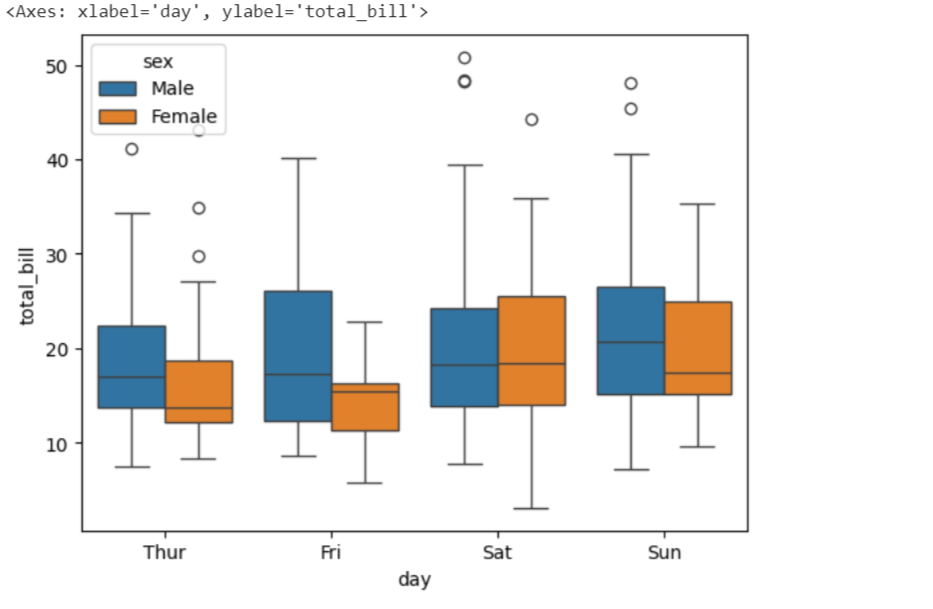 <Axes: xlabel='day', ylabel='total_bill'>
sex
Male
Female
50
40
30
20
10
total_bill
Thur
Fri
Sat
Sun
day